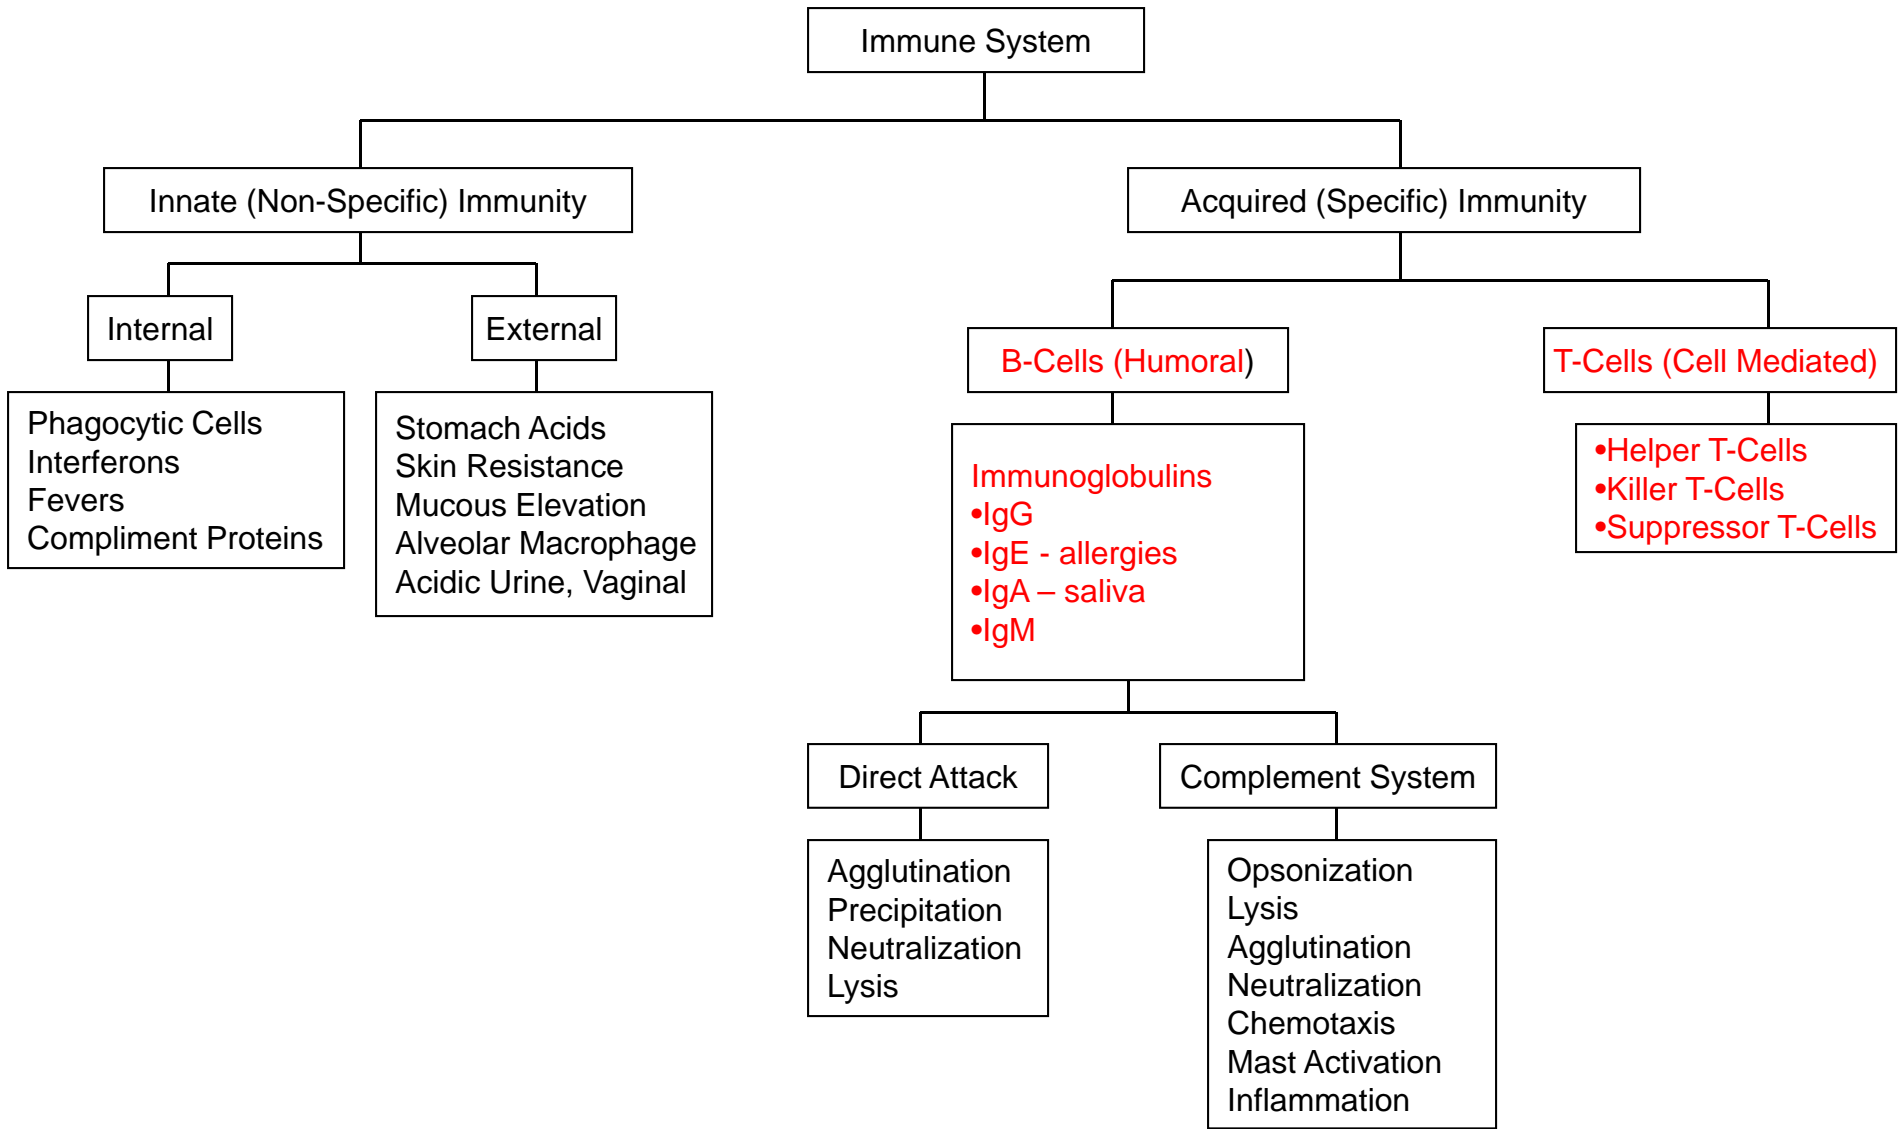 Immune System
Innate (Non-Specific) Immunity
Acquired (Specific) Immunity
Internal
External
B-Cells (Humoral)
T-Cells (Cell Mediated)
Phagocytic Cells
Interferons
Fevers
Compliment Proteins
Stomach Acids
Skin Resistance
Mucous Elevation
Alveolar Macrophage
Acidic Urine, Vaginal
Immunoglobulins
•IgG
•IgE - allergies
•IgA – saliva
•IgM
•Helper T-Cells
•Killer T-Cells
•Suppressor T-Cells
Direct Attack
Complement System
Agglutination
Precipitation
Neutralization
Lysis
Opsonization
Lysis
Agglutination
Neutralization
Chemotaxis
Mast Activation
Inflammation